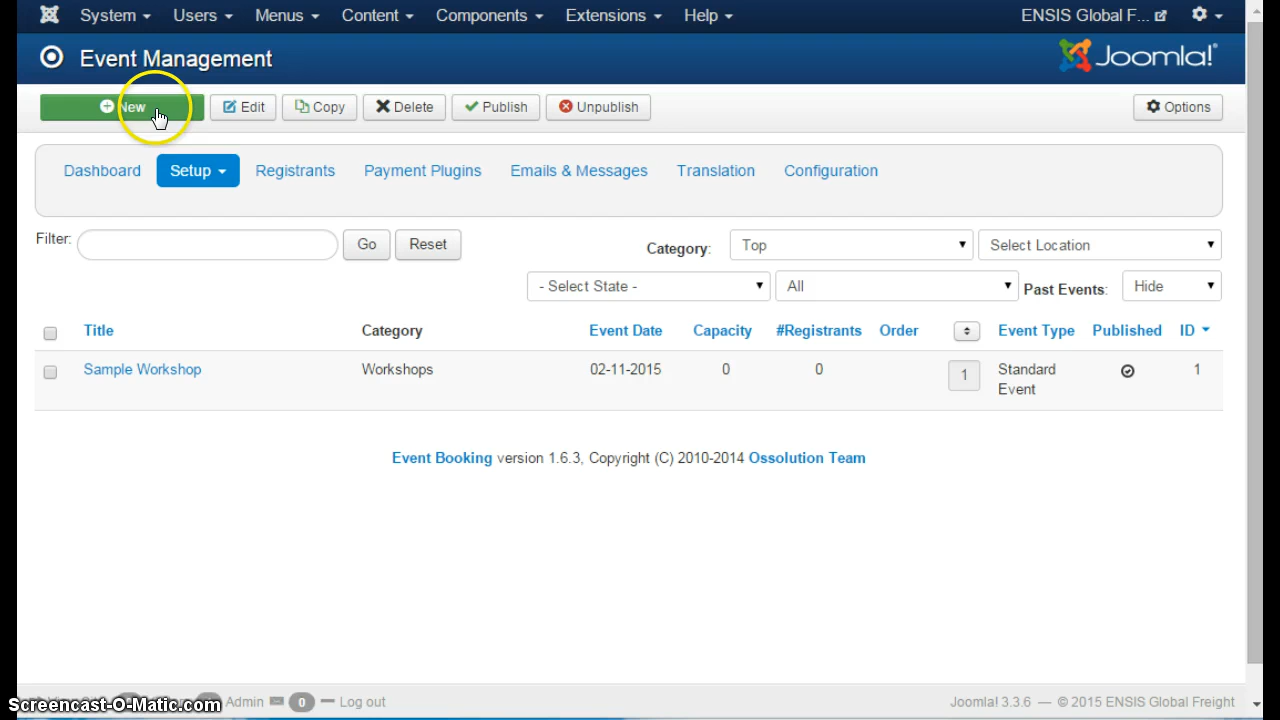 System Users Menus Content Components Extensions Help ENSIS Global F...
Event Management Joomla!
New Edit Copy Delete Publish Unpublish Options
Dashboard Setup Registrants Payment Plugins Emails & Messages Translation Configuration
Filter: Go Reset Category: Top Select Location
- Select State - All Past Events: Hide
Title Category Event Date Capacity #Registrants Order Event Type Published ID
Sample Workshop Workshops 02-11-2015 0 0 1 Standard Event 1
Event Booking version 1.6.3, Copyright (C) 2010-2014 Ossolution Team
Admin 0 Log out Joomla! 3.3.6 — © 2015 ENSIS Global Freight
Screencast-O-Matic.com